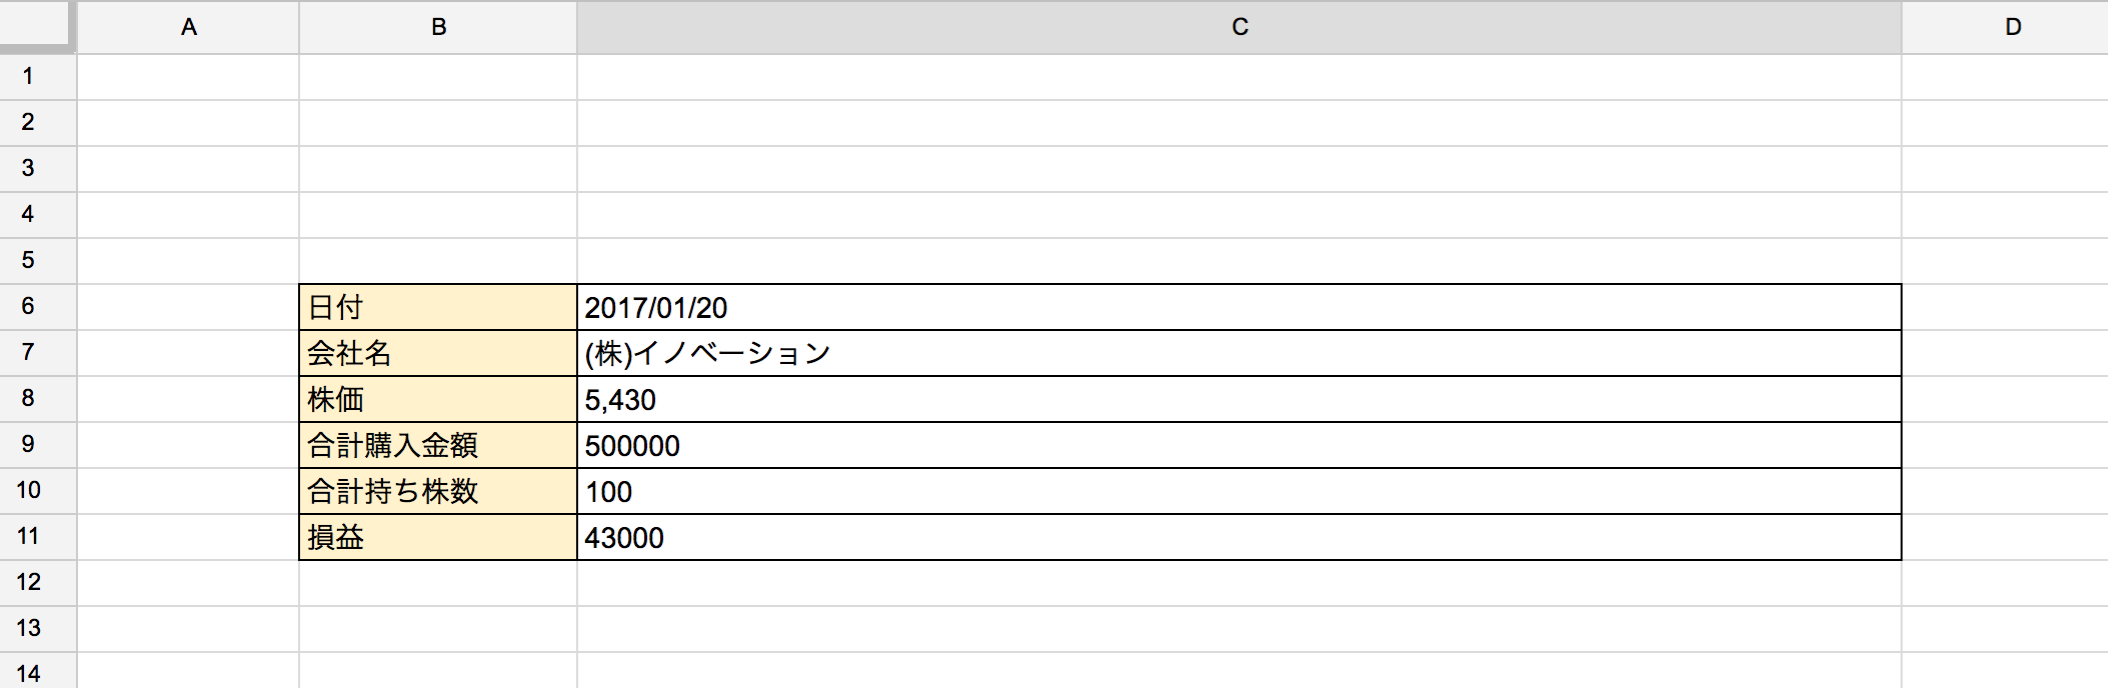 A B C D
1
2
3
4
5
6 日付 2017/01/20
7 会社名 (株)イノベーション
8 株価 5,430
9 合計購入金額 500000
10 合計持ち株数 100
11 損益 43000
12
13
14